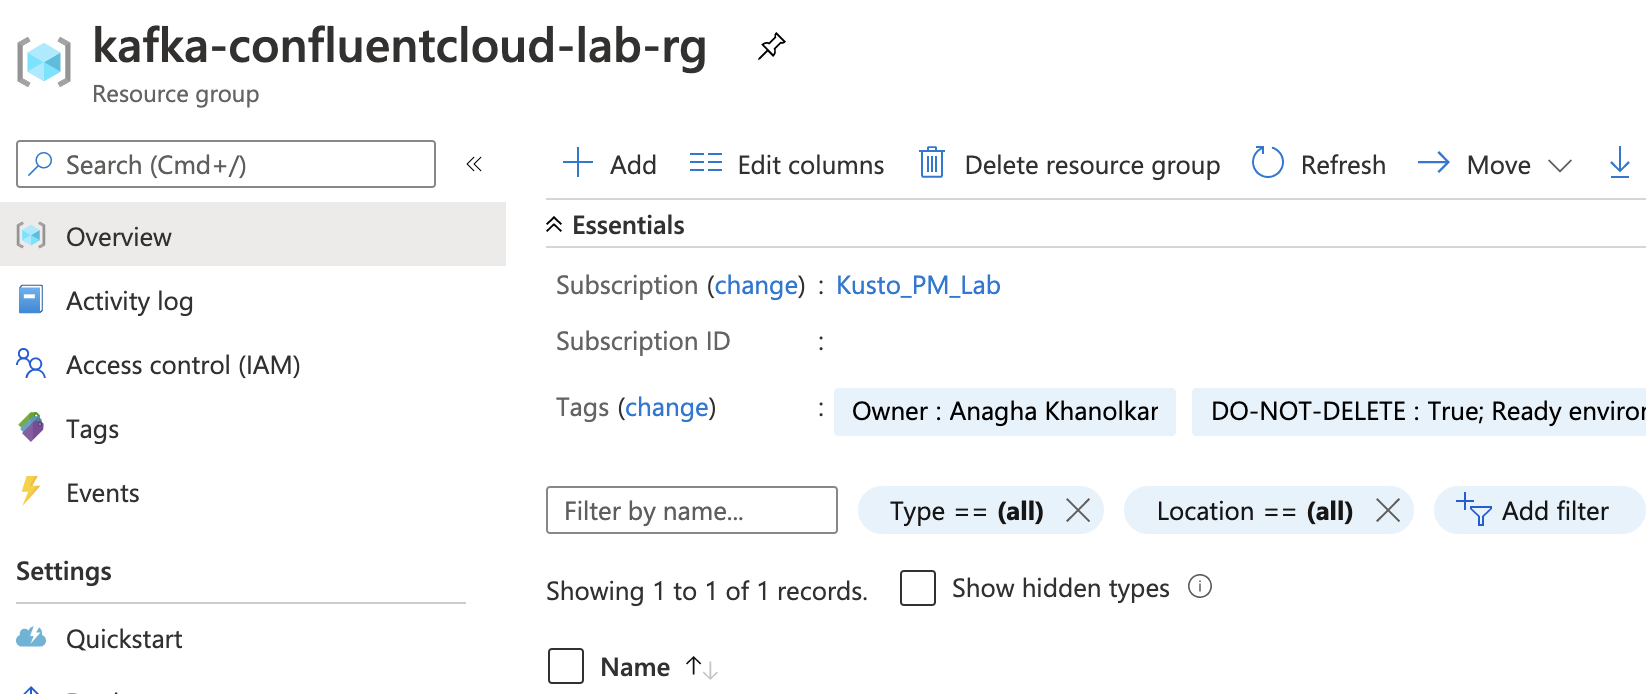 kafka-confluentcloud-lab-rg
Resource group
Search (Cmd+/)
«
Add
Edit columns
Delete resource group
Refresh
Move
Overview
Activity log
Access control (IAM)
Tags
Events
Settings
Quickstart
Essentials
Subscription (change) : Kusto_PM_Lab
Subscription ID :
Tags (change) : Owner : Anagha Khanolkar DO-NOT-DELETE : True; Ready
Filter by name...
Type == (all)
Location == (all)
Add filter
Showing 1 to 1 of 1 records.
Show hidden types
Name ↑↓